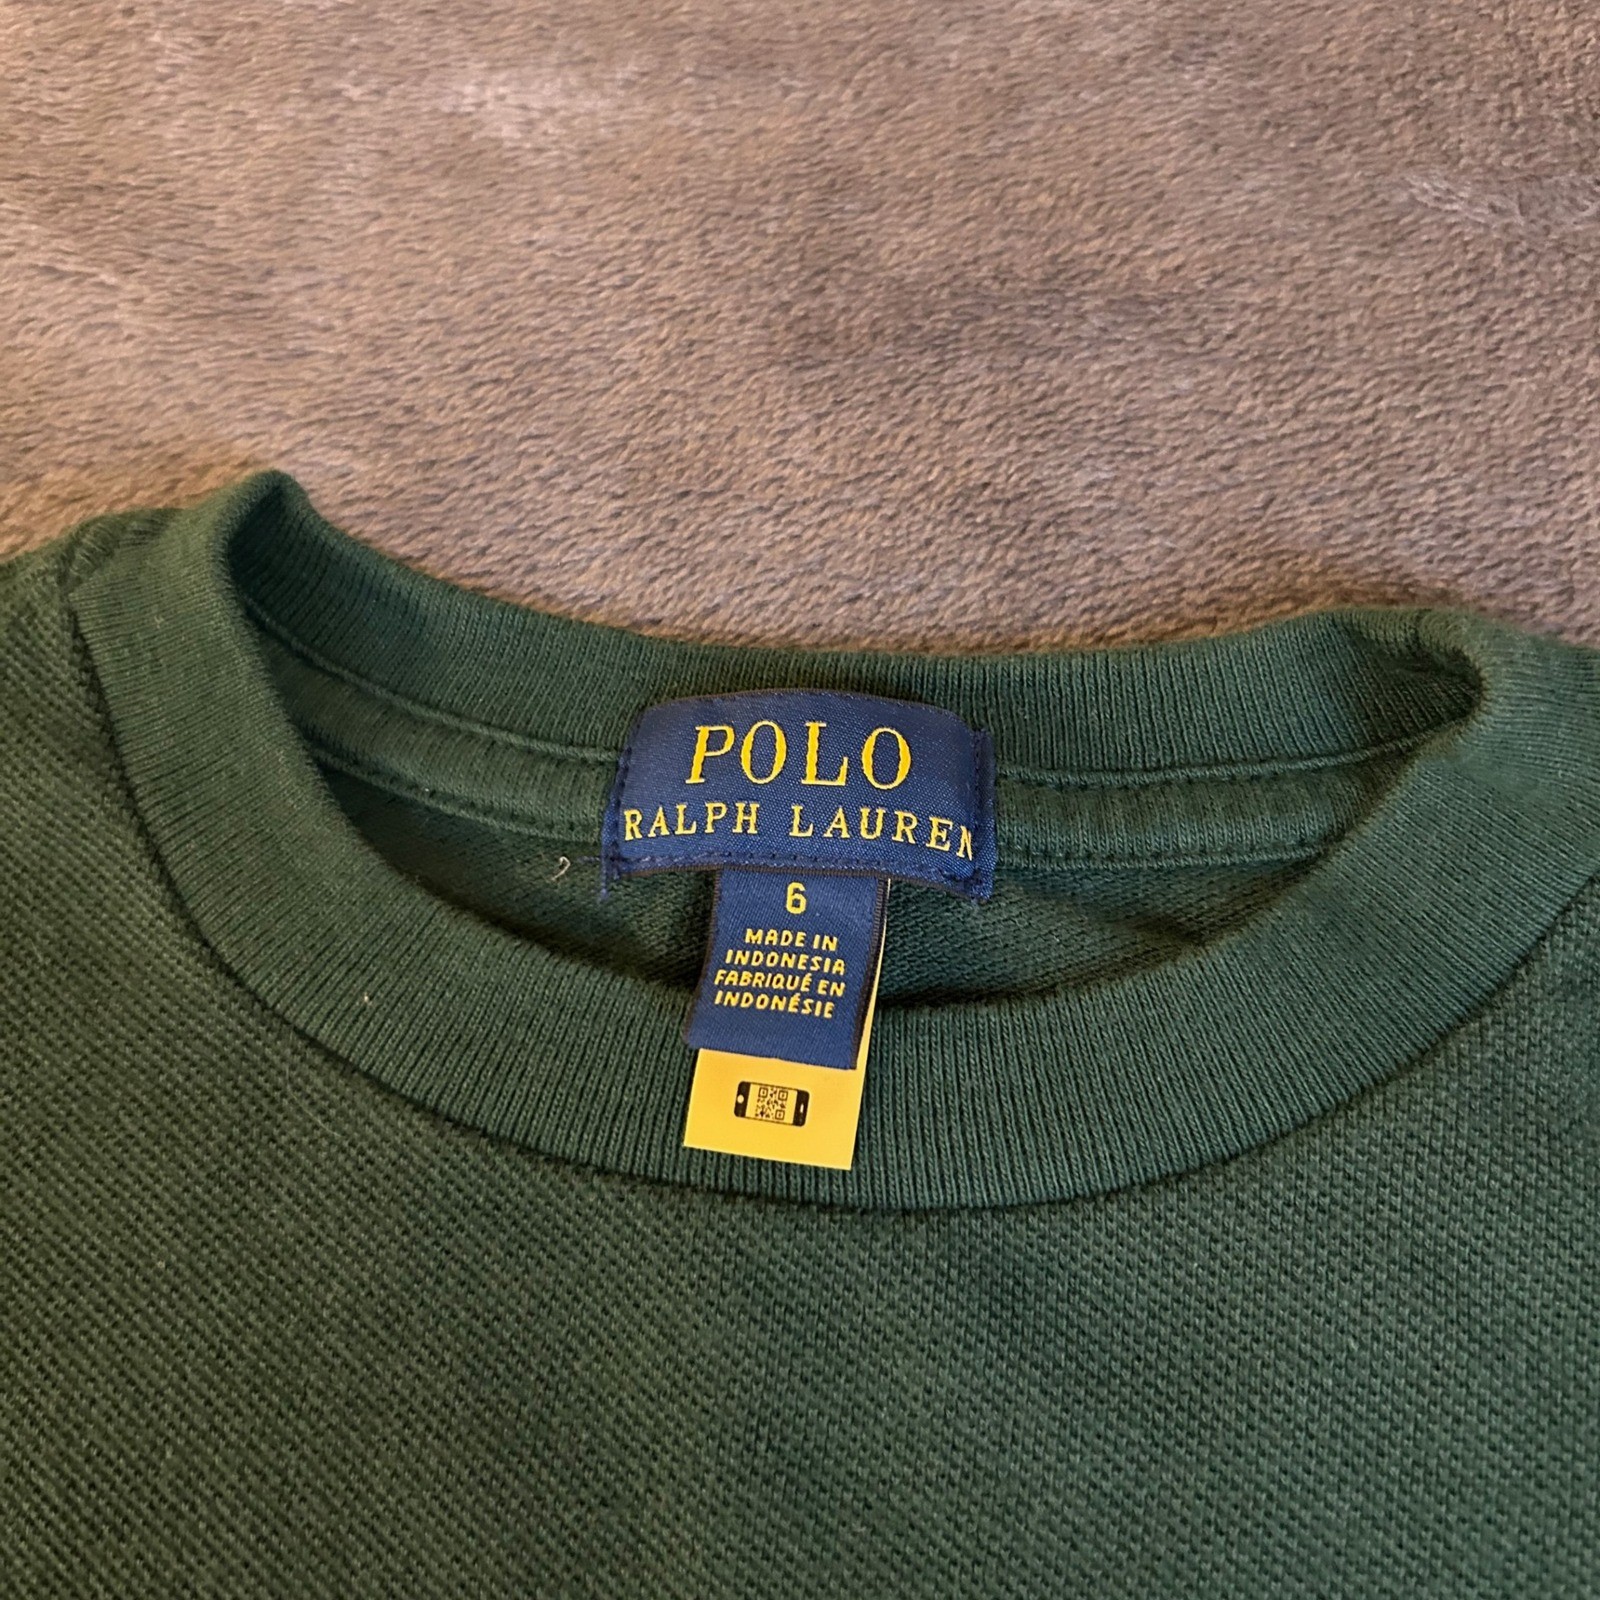 POLO
RALPH LAUREN
6
MADE IN
INDONESIA
FABRIQUÉ EN
INDONÉSIE